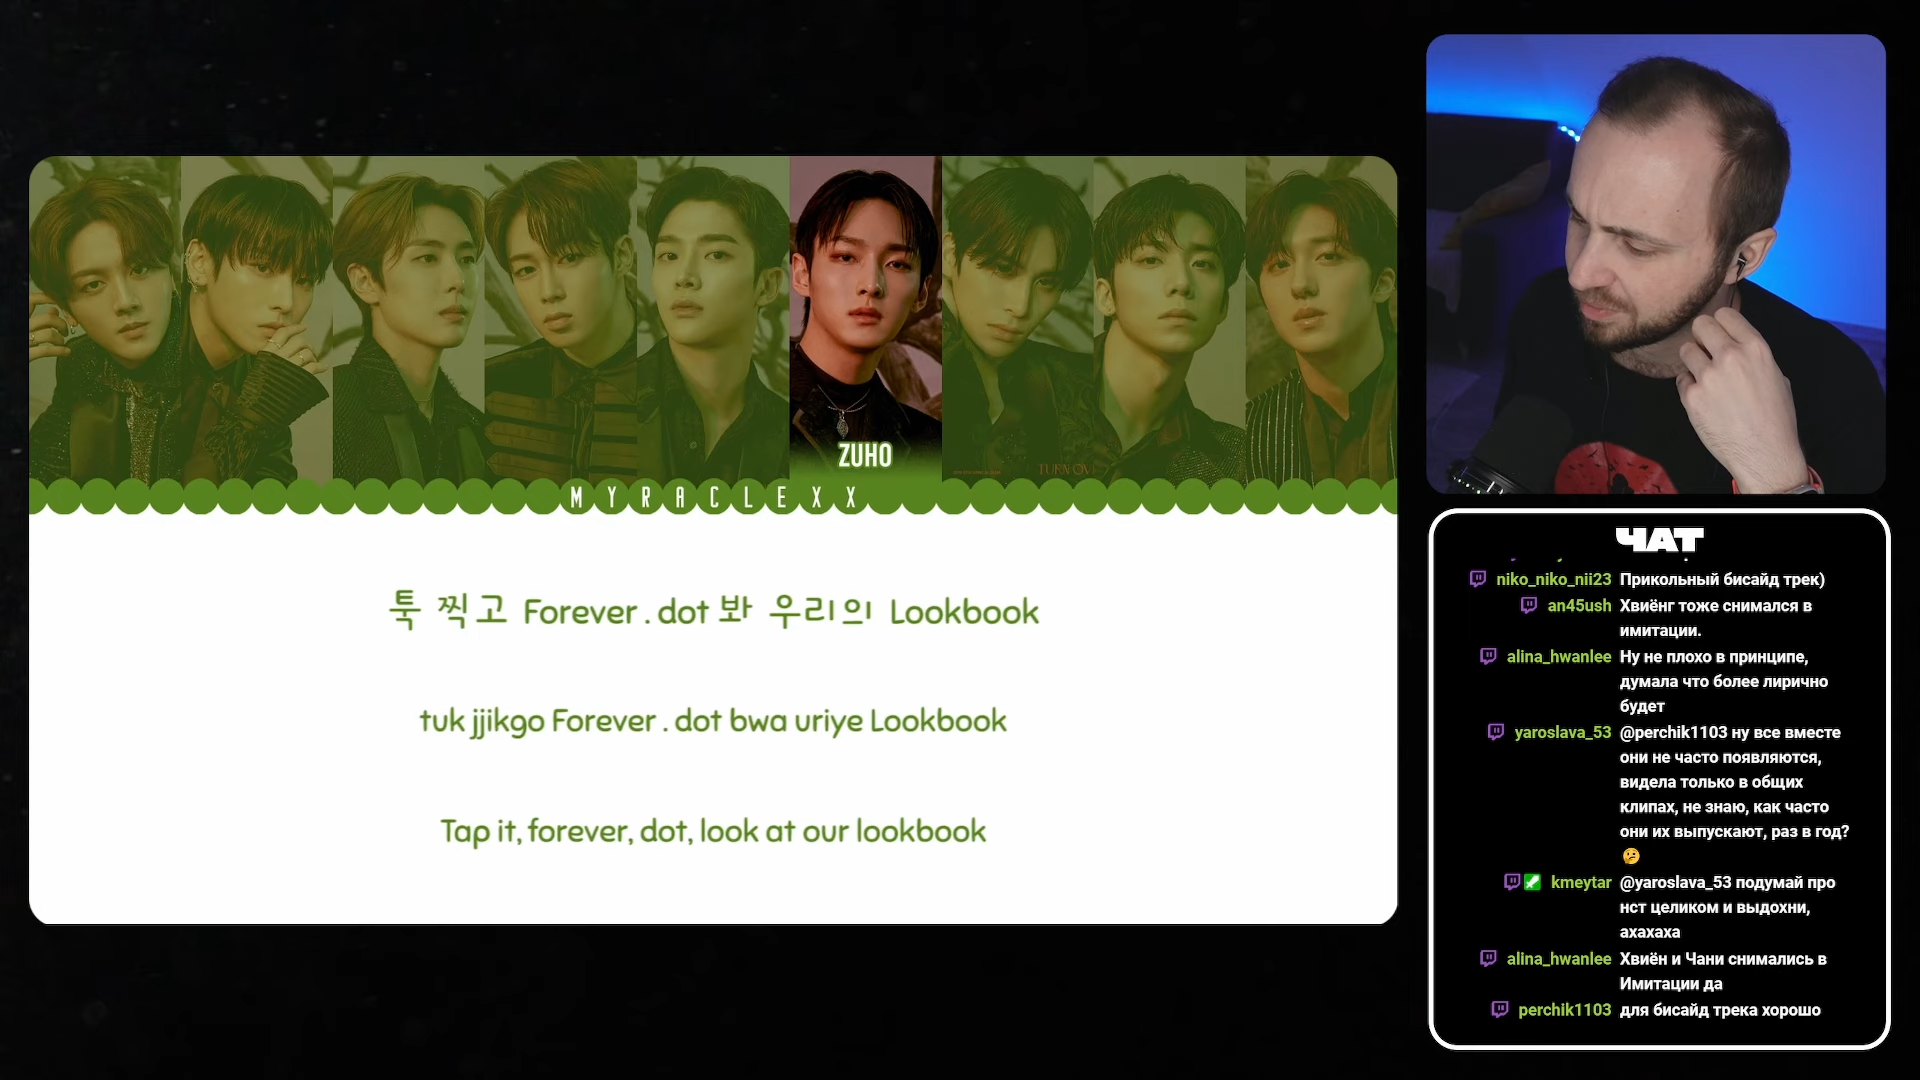 ZUHO
TURN OVER
MYRACLEXX
툭 찍고 Forever . dot 봐 우리의 Lookbook
tuk jjikgo Forever . dot bwa uriye Lookbook
Tap it, forever, dot, look at our lookbook
ЧАТ
niko_niko_nii23 Прикольный бисайд трек)
an45ush Хвиёнг тоже снимался в
имитации.
alina_hwanlee Ну не плохо в принципе,
думала что более лирично
будет
yaroslava_53 @perchik1103 ну все вместе
они не часто появляются,
видела только в общих
клипах, не знаю, как часто
они их выпускают, раз в год?
🤔
kmeytar @yaroslava_53 подумай про
нст целиком и выдохни,
ахахаха
alina_hwanlee Хвиён и Чани снимались в
Имитации да
perchik1103 для бисайд трека хорошо